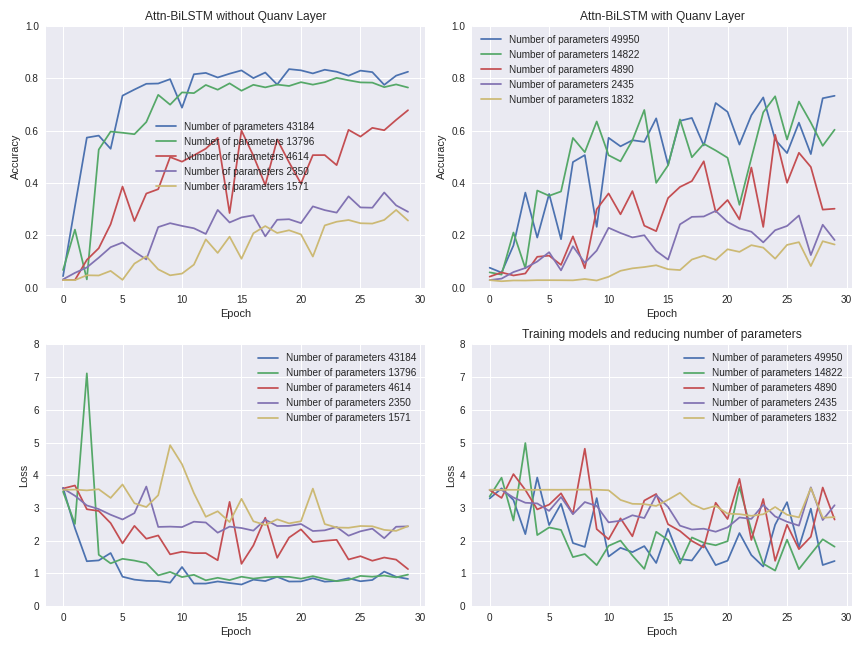 Attn-BiLSTM without Quanv Layer
Accuracy
1.0
0.8
0.6
0.4
0.2
0.0
Number of parameters 43184
Number of parameters 13796
Number of parameters 4614
Number of parameters 2350
Number of parameters 1571
0 5 10 15 20 25 30
Epoch
Attn-BiLSTM with Quanv Layer
Accuracy
1.0
0.8
0.6
0.4
0.2
0.0
Number of parameters 49950
Number of parameters 14822
Number of parameters 4890
Number of parameters 2435
Number of parameters 1832
0 5 10 15 20 25 30
Epoch
Loss
8
7
6
5
4
3
2
1
0
Number of parameters 43184
Number of parameters 13796
Number of parameters 4614
Number of parameters 2350
Number of parameters 1571
0 5 10 15 20 25 30
Epoch
Training models and reducing number of parameters
Loss
8
7
6
5
4
3
2
1
0
Number of parameters 49950
Number of parameters 14822
Number of parameters 4890
Number of parameters 2435
Number of parameters 1832
0 5 10 15 20 25 30
Epoch